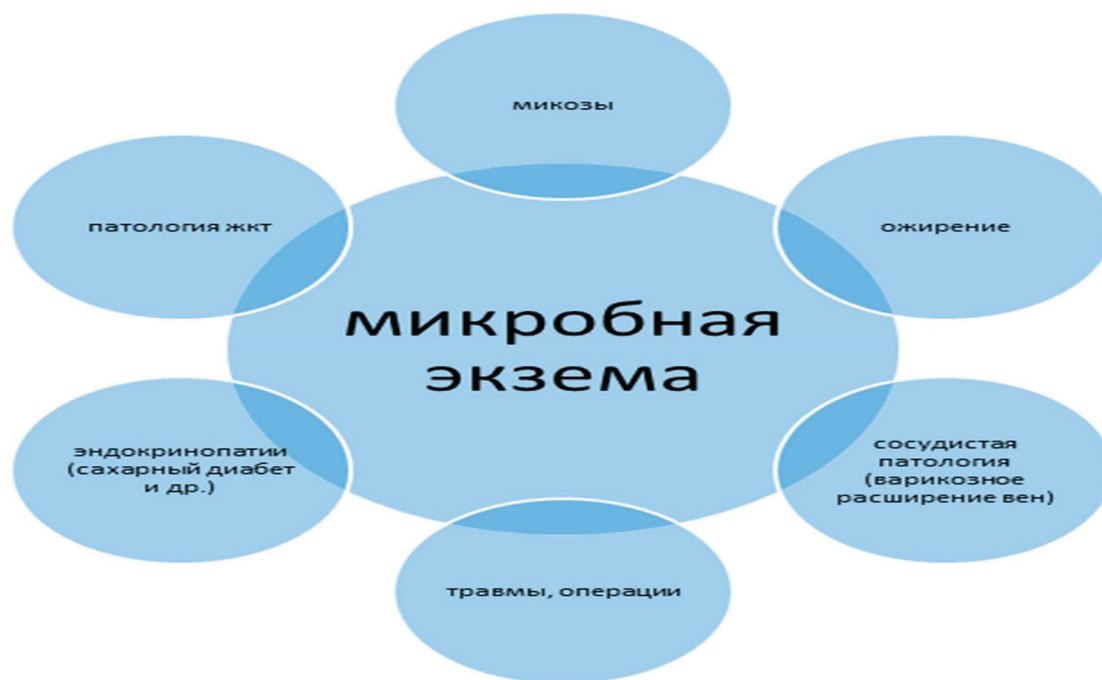 микозы
патология жкт
ожирение
микробная
экзема
эндокринопатии
(сахарный диабет
и др.)
сосудистая
патология
(варикозное
расширение вен)
травмы, операции